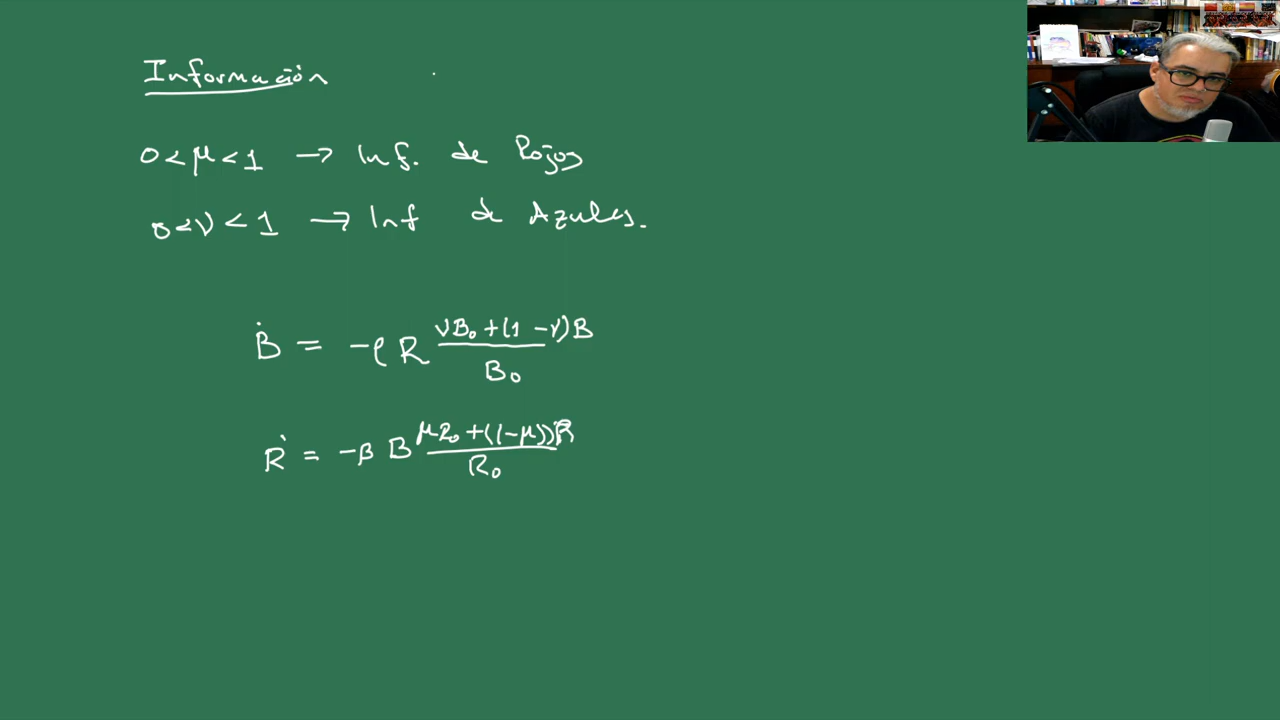 Información
0 < μ < 1 → Inf. de Rojos
0 < ν < 1 → Inf de Azules.
Ḃ = -ρ R (νB₀ + (1 - ν)B) / B₀
Ṙ = -β B (μR₀ + (1 - μ))R / R₀